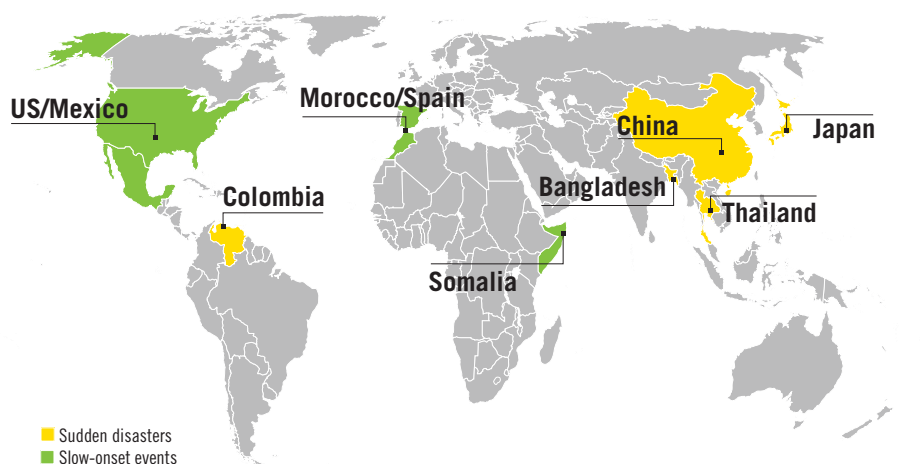 US/Mexico
Morocco/Spain
China
Japan
Bangladesh
Colombia
Thailand
Somalia
Sudden disasters
Slow-onset events